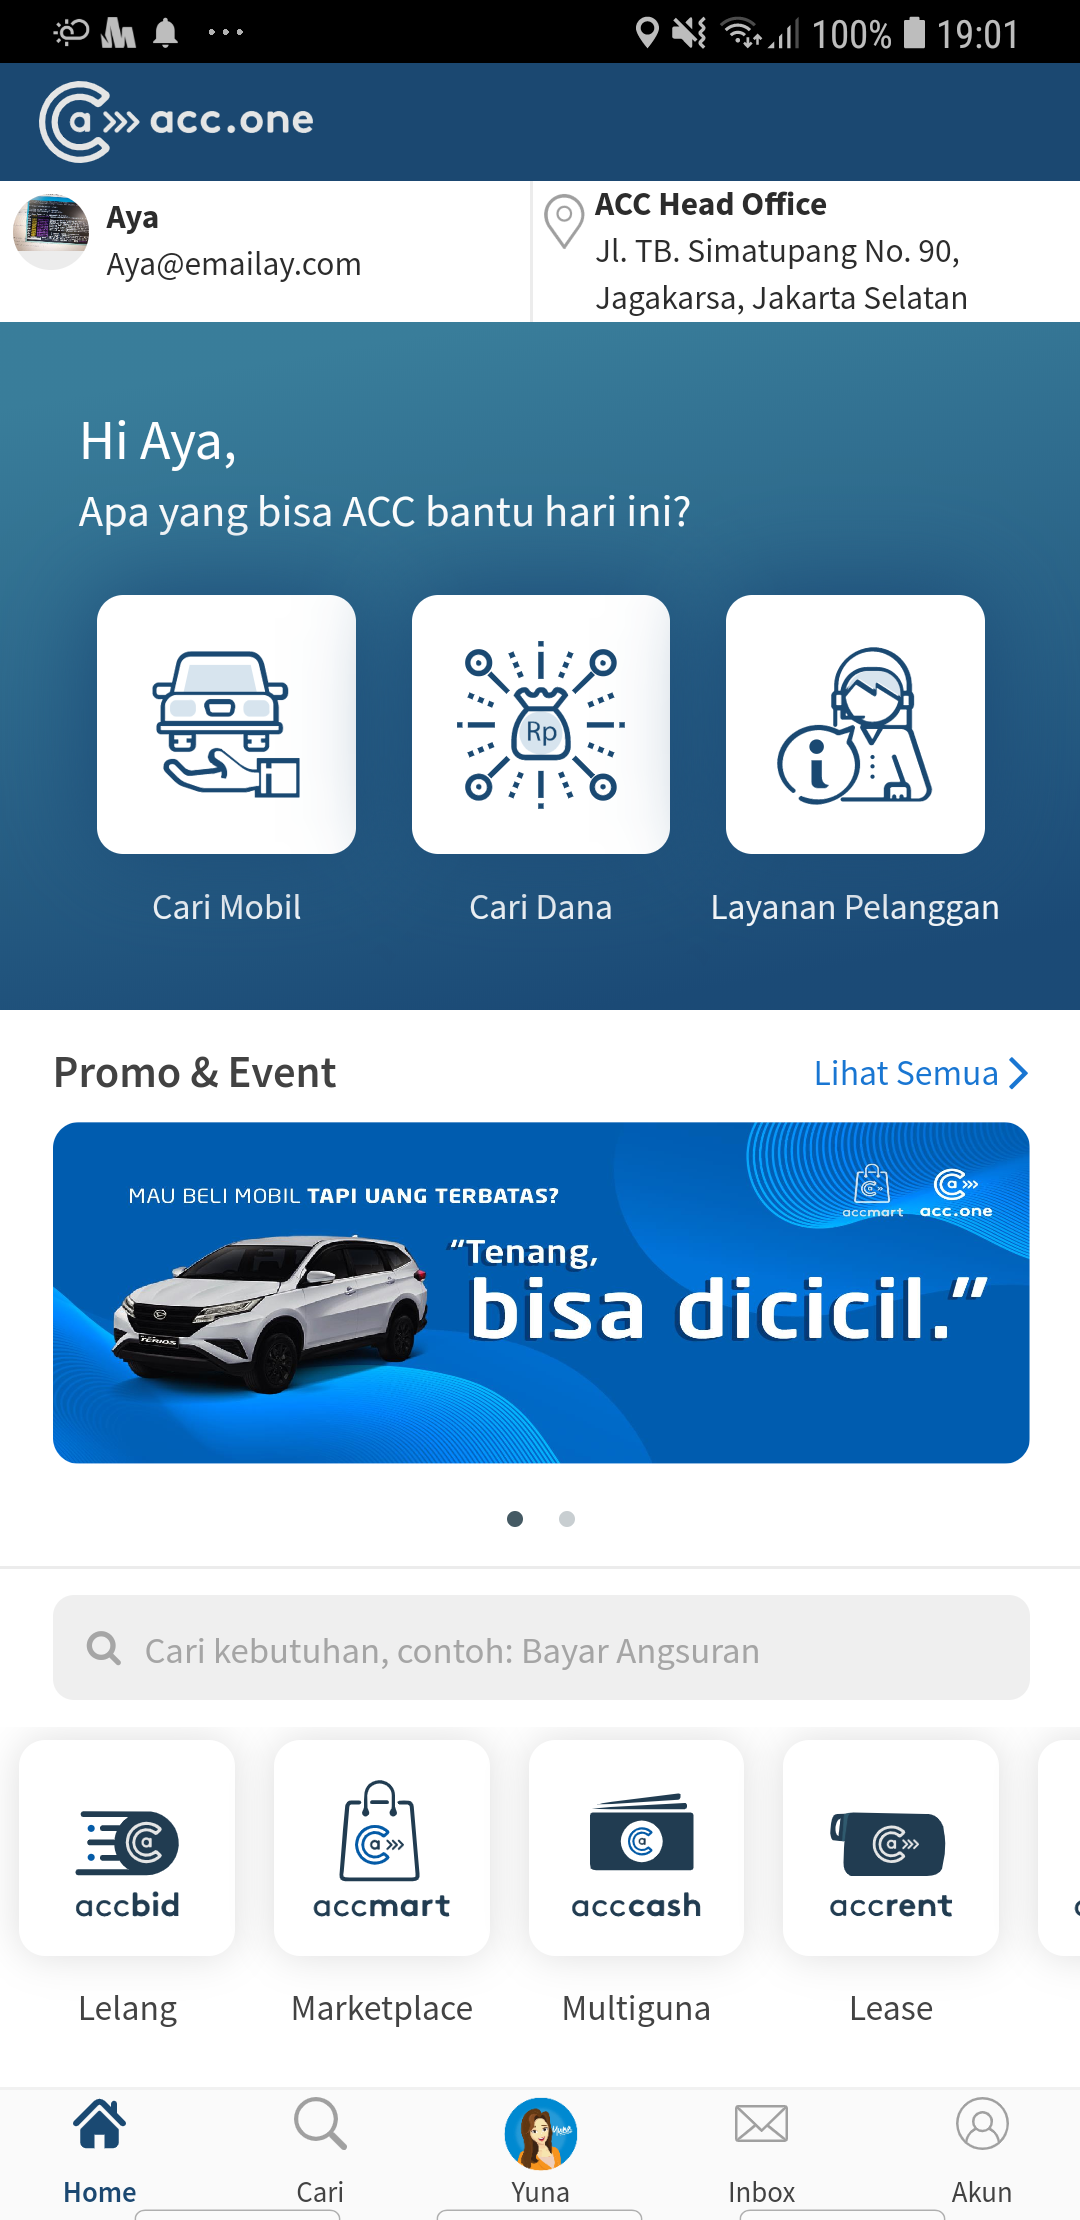 100% 19:01
acc.one
Aya
Aya@emailay.com
ACC Head Office
Jl. TB. Simatupang No. 90,
Jagakarsa, Jakarta Selatan
Hi Aya,
Apa yang bisa ACC bantu hari ini?
Rp
Cari Mobil
Cari Dana
Layanan Pelanggan
Promo & Event
Lihat Semua
MAU BELI MOBIL TAPI UANG TERBATAS?
accmart
acc.one
"Tenang,
bisa dicicil."
TERIOS
Cari kebutuhan, contoh: Bayar Angsuran
accbid
accmart
acccash
accrent
Lelang
Marketplace
Multiguna
Lease
Yuna
Home
Cari
Yuna
Inbox
Akun